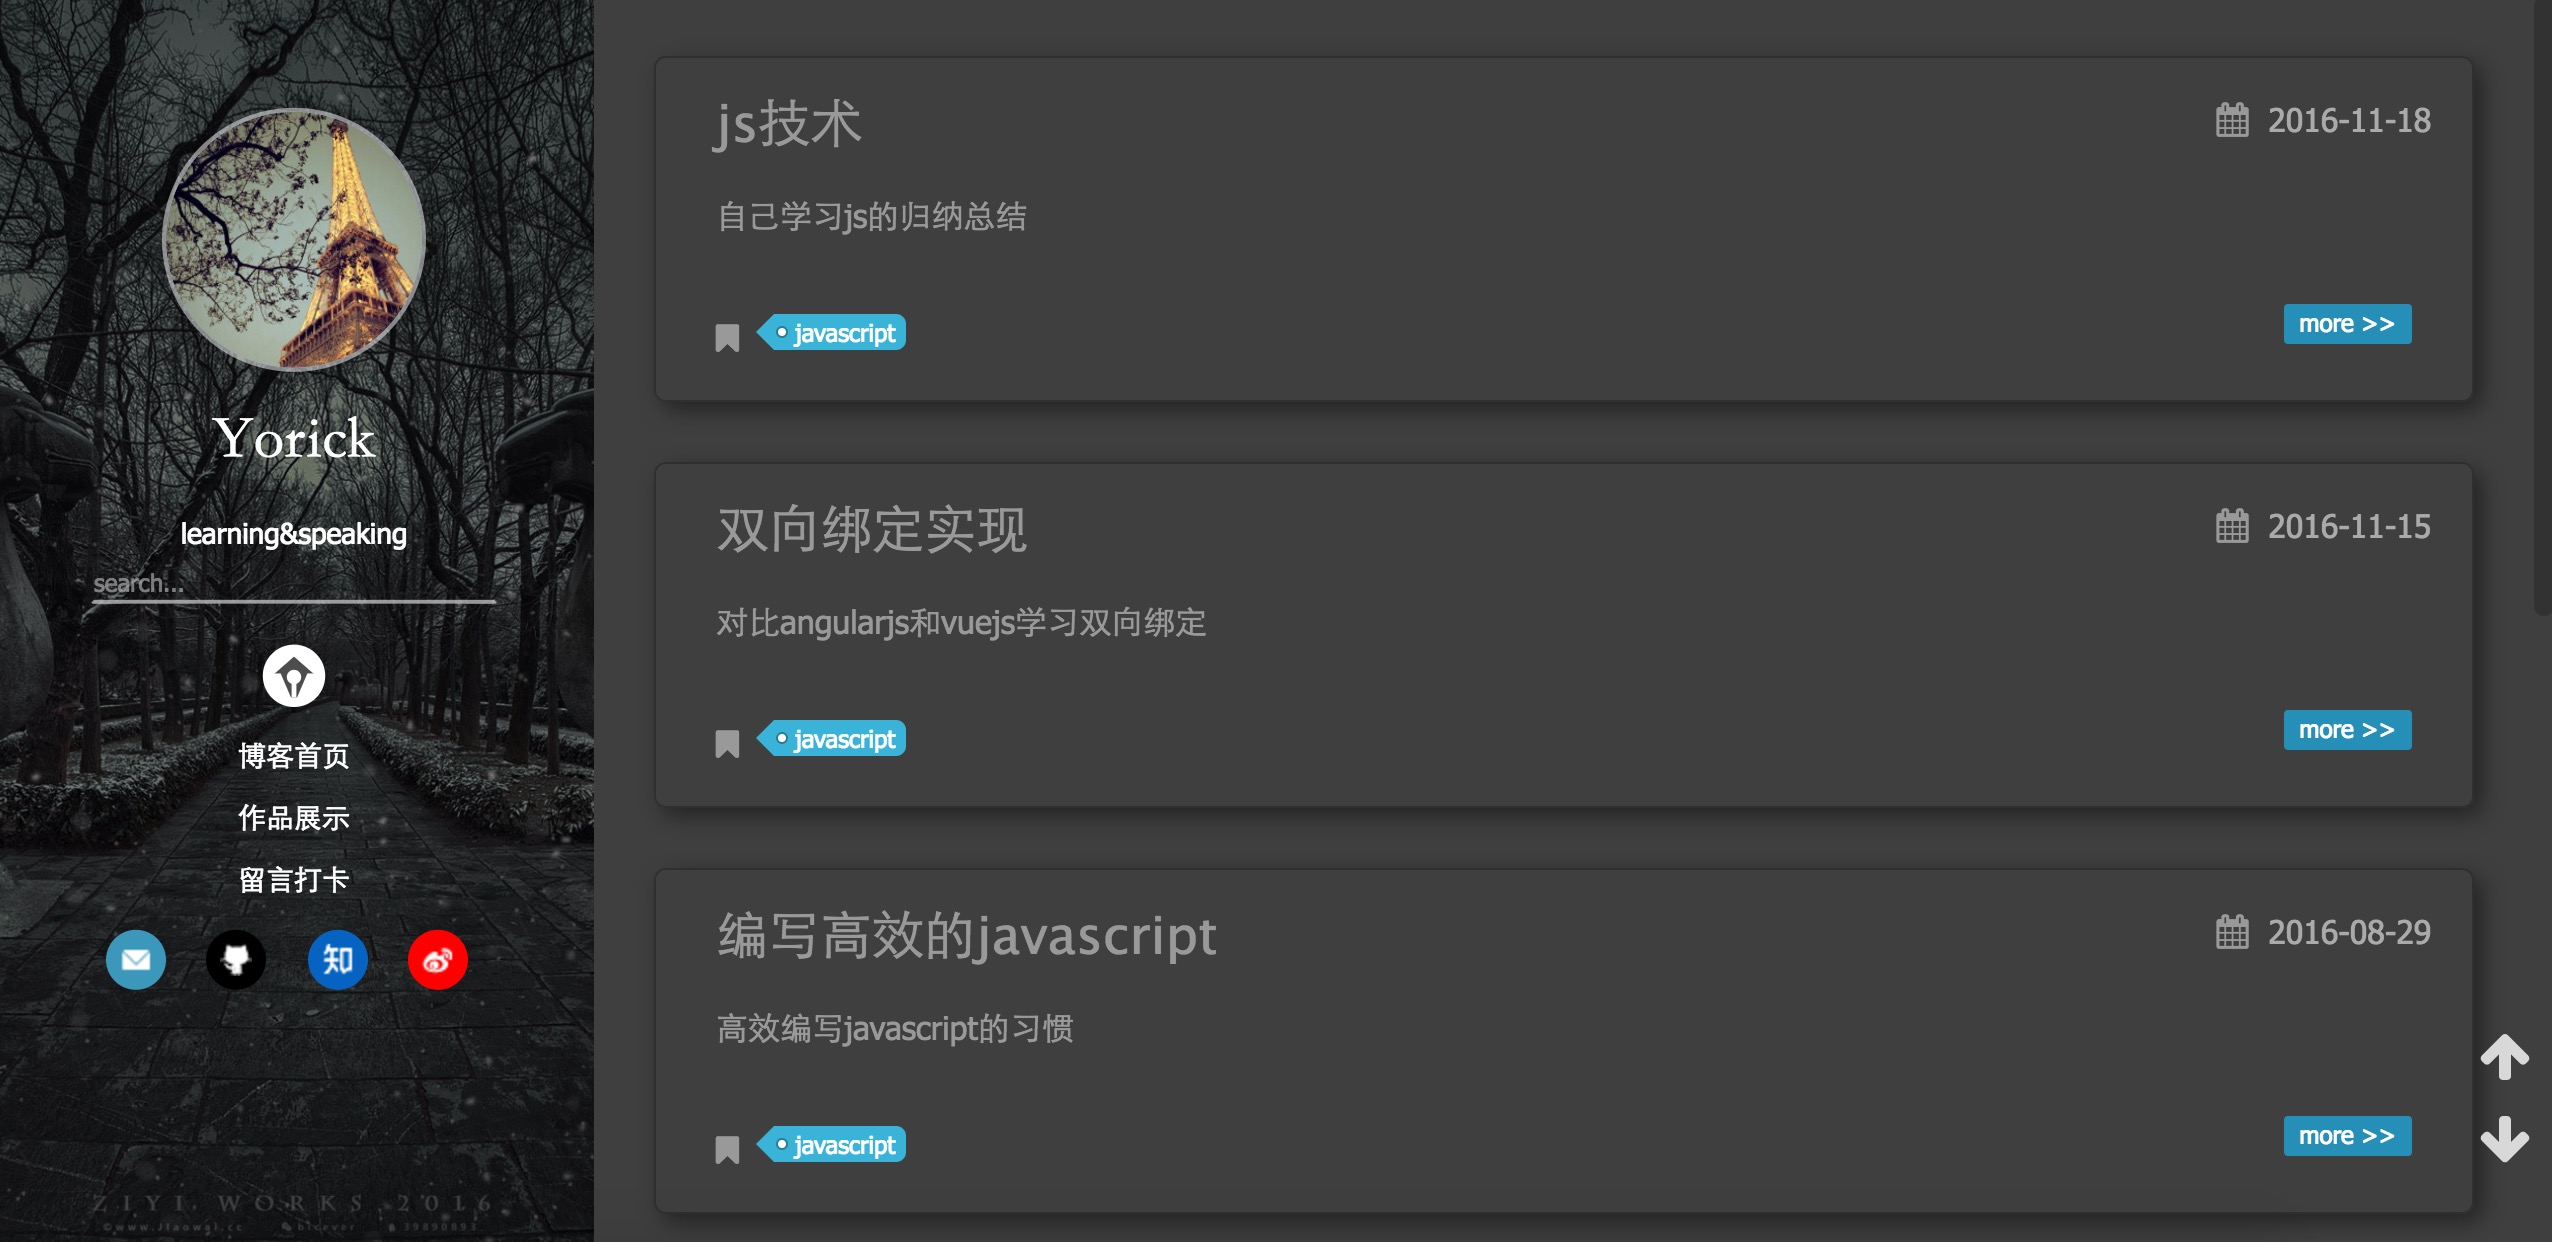 Yorick
learning&speaking
search...
博客首页
作品展示
留言打卡
知
ZIYI WORKS 2016
js技术
2016-11-18
自己学习js的归纳总结
javascript
more >>
双向绑定实现
2016-11-15
对比angularjs和vuejs学习双向绑定
javascript
more >>
编写高效的javascript
2016-08-29
高效编写javascript的习惯
javascript
more >>